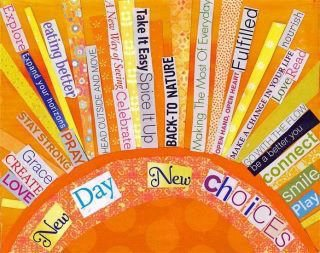 Explore
Expand your horizons
eating better
STAY STRONG
PRAY
Grace
CREATE
LOVE
HEAD OUTSIDE AND MOVE
A New Way of Seeing
Celebrate
Take It Easy
Spice It Up
BACK-TO NATURE
Making The Most Of Everyday
OPEN HAND, OPEN HEART
Fulfilled
MAKE A CHANGE IN YOUR LIFE
Love
Read
nourish
GO WITH THE FLOW
be a better you
connect
smile
Play
New Day New CHOICES